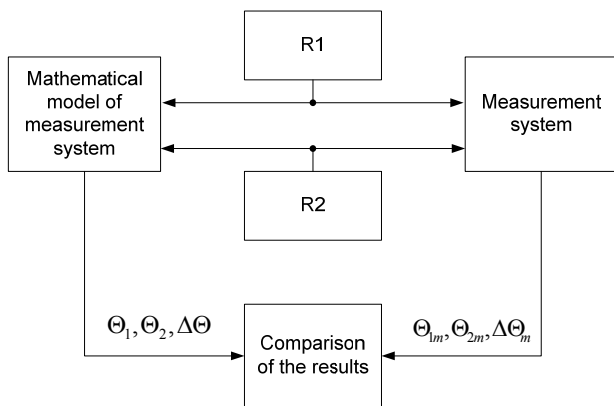 R1
Mathematical
model of
measurement
system
Measurement
system
R2
Θ₁, Θ₂, ΔΘ
Θ₁ₘ, Θ₂ₘ, ΔΘₘ
Comparison
of the results